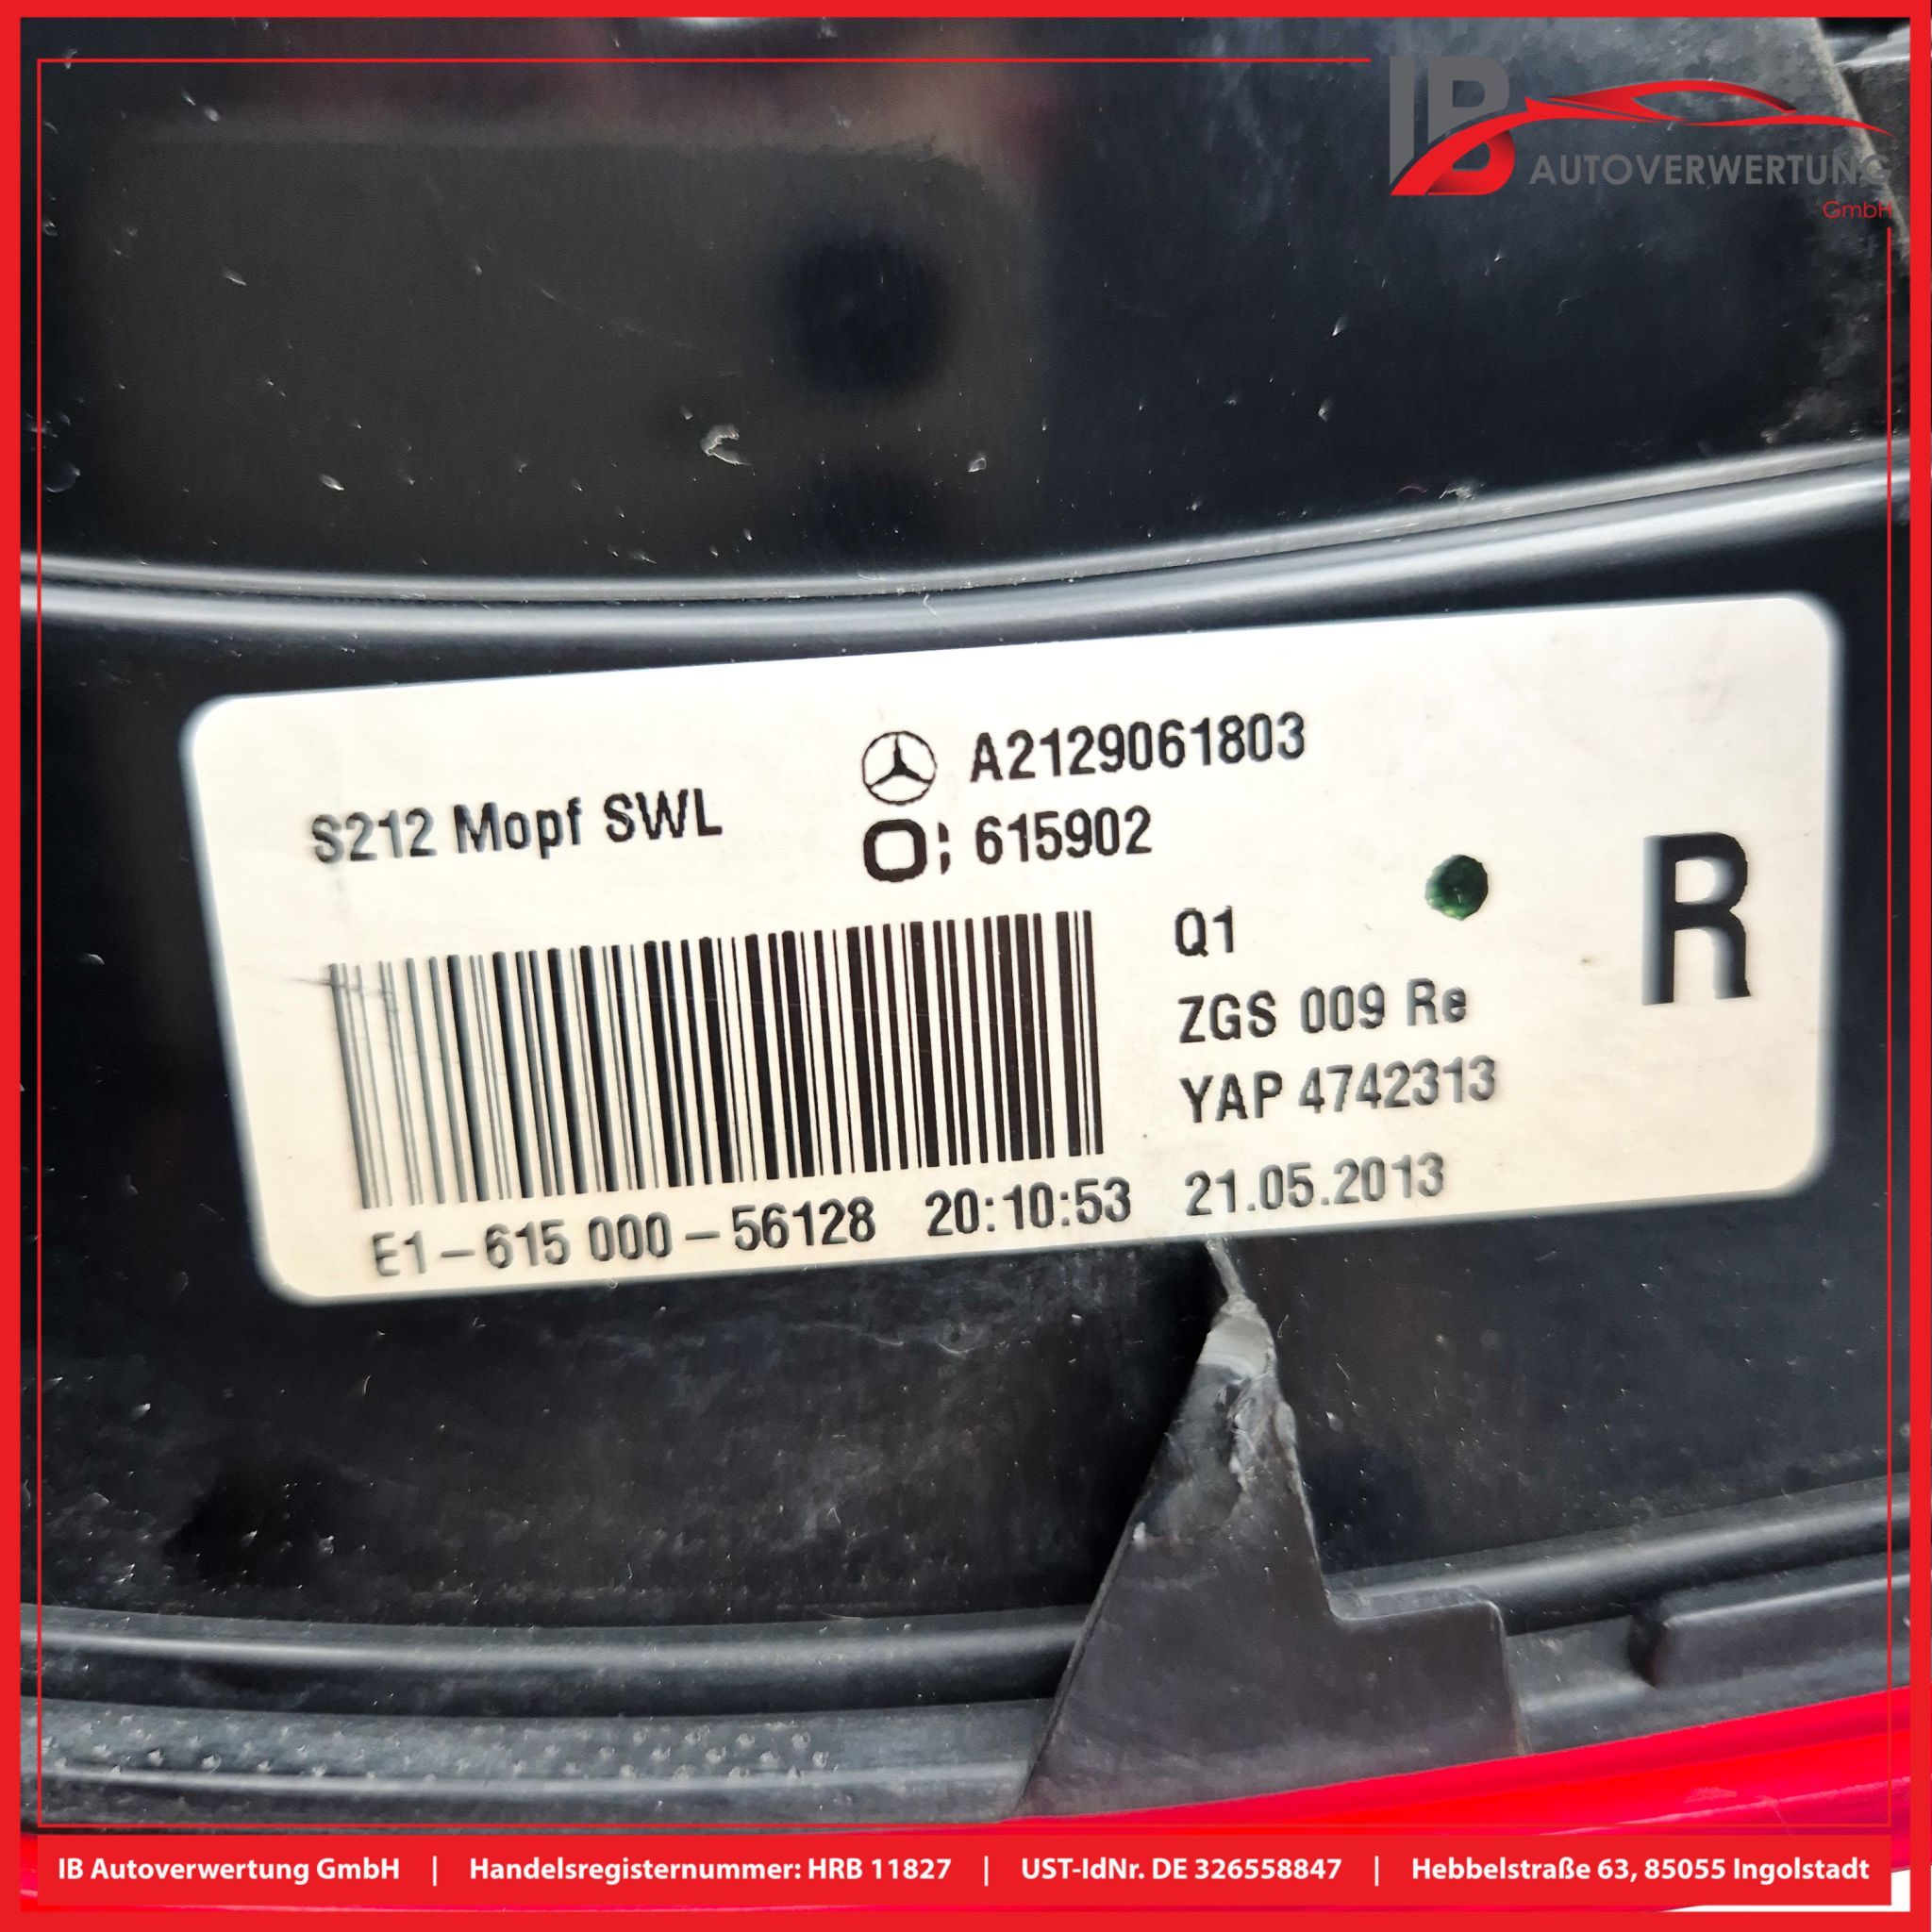 IB
AUTOVERWERTUNG
GmbH
A2129061803
S212 Mopf SWL
O; 615902
R
Q1
ZGS 009 Re
YAP 4742313
E1-615 000-56128 20:10:53 21.05.2013
IB Autoverwertung GmbH | Handelsregisternummer: HRB 11827 | UST-IdNr. DE 326558847 | Hebbelstraße 63, 85055 Ingolstadt